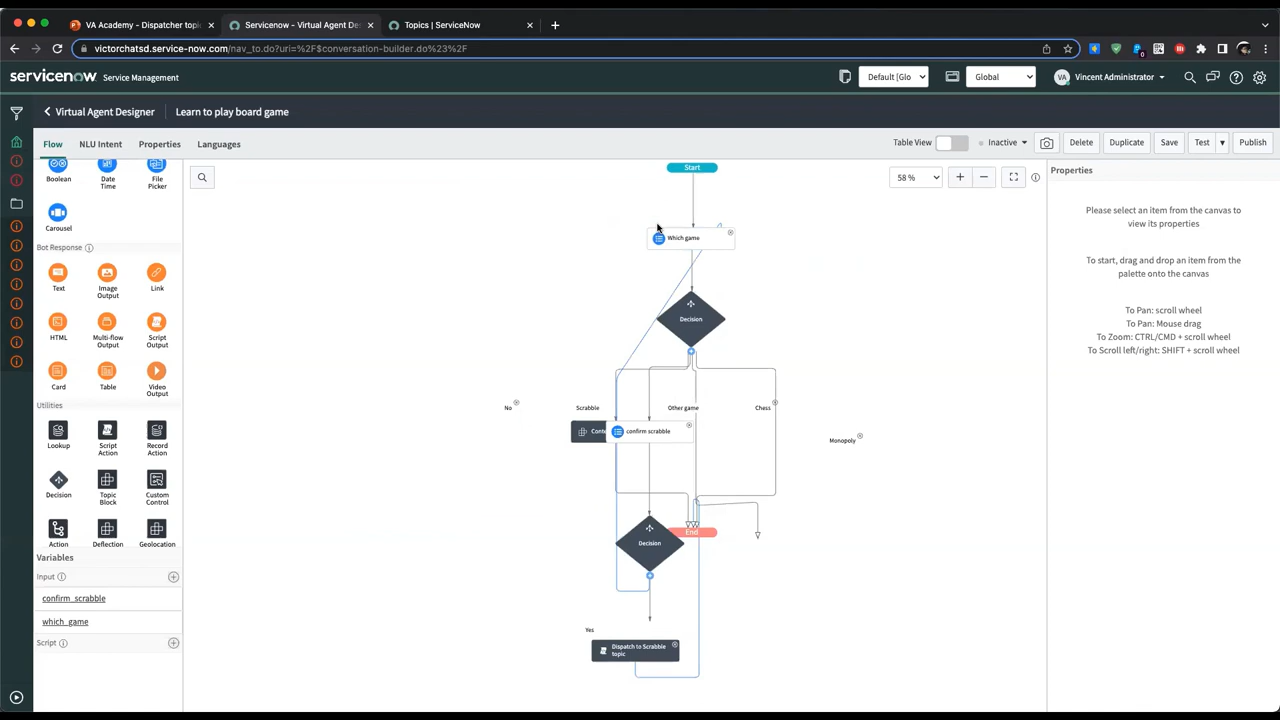 VA Academy - Dispatcher topic
Servicenow - Virtual Agent De
Topics | ServiceNow
victorchatsd.service-now.com/nav_to.do?uri=%2F$conversation-builder.do%23%2F
servicenow
Service Management
Default [Glo
Global
VA
Vincent Administrator
Virtual Agent Designer
Learn to play board game
Flow
NLU Intent
Properties
Languages
Table View
Inactive
Delete
Duplicate
Save
Test
Publish
Boolean
Date Time
File Picker
Carousel
Bot Response
Text
Image Output
Link
HTML
Multi-flow Output
Script Output
Card
Table
Video Output
Utilities
Lookup
Script Action
Record Action
Decision
Topic Block
Custom Control
Action
Deflection
Geolocation
Variables
Input
confirm_scrabble
which_game
Script
58 %
Start
Which game
Decision
No
Scrabble
Other game
Chess
Monopoly
confirm scrabble
End
Decision
Yes
Dispatch to Scrabble
topic
Properties
Please select an item from the canvas to
view its properties
To start, drag and drop an item from the
palette onto the canvas
To Pan: scroll wheel
To Pan: Mouse drag
To Zoom: CTRL/CMD + scroll wheel
To Scroll left/right: SHIFT + scroll wheel